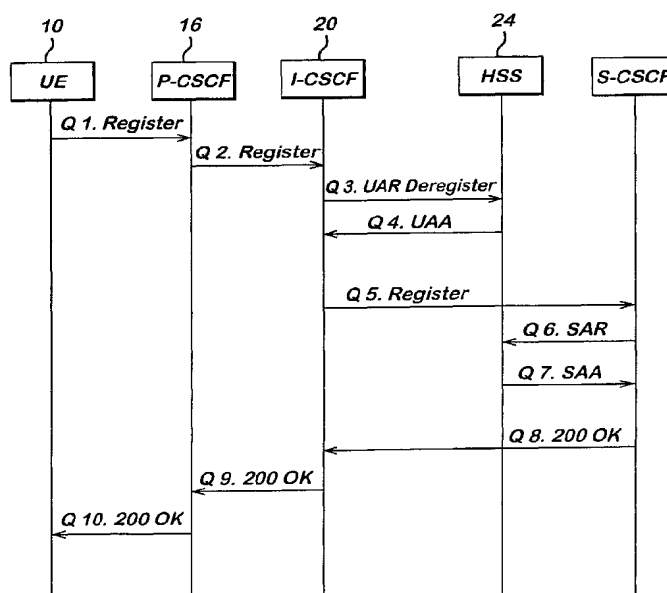 10
16
20
24
UE
P-CSCF
I-CSCF
HSS
S-CSCF
Q 1. Register
Q 2. Register
Q 3. UAR Deregister
Q 4. UAA
Q 5. Register
Q 6. SAR
Q 7. SAA
Q 8. 200 OK
Q 9. 200 OK
Q 10. 200 OK